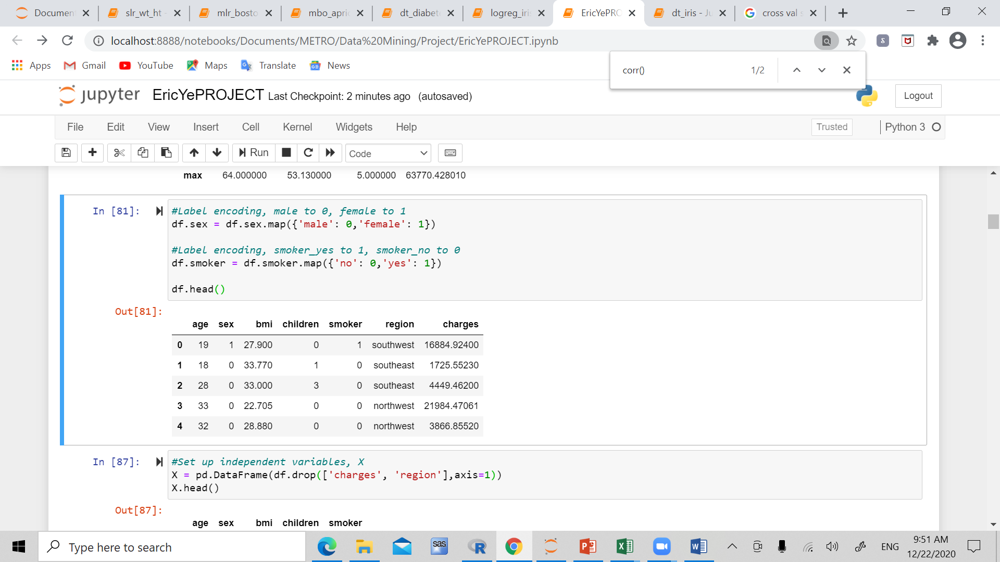 Document slr_wt_ht - mlr_bosto mbo_apric dt_diabet logreg_iri EricYePRO dt_iris - Ju cross val s
localhost:8888/notebooks/Documents/METRO/Data%20Mining/Project/EricYePROJECT.ipynb
Apps Gmail YouTube Maps Translate News
corr() 1/2
jupyter EricYePROJECT Last Checkpoint: 2 minutes ago (autosaved) Logout
File Edit View Insert Cell Kernel Widgets Help Trusted Python 3
Run Code
max 64.000000 53.130000 5.000000 63770.428010
In [81]: #Label encoding, male to 0, female to 1
df.sex = df.sex.map({'male': 0,'female': 1})
#Label encoding, smoker_yes to 1, smoker_no to 0
df.smoker = df.smoker.map({'no': 0,'yes': 1})
df.head()
Out[81]:
age sex bmi children smoker region charges
0 19 1 27.900 0 1 southwest 16884.92400
1 18 0 33.770 1 0 southeast 1725.55230
2 28 0 33.000 3 0 southeast 4449.46200
3 33 0 22.705 0 0 northwest 21984.47061
4 32 0 28.880 0 0 northwest 3866.85520
In [87]: #Set up independent variables, X
X = pd.DataFrame(df.drop(['charges', 'region'],axis=1))
X.head()
Out[87]:
age sex bmi children smoker
Type here to search sas R ENG 9:51 AM
12/22/2020